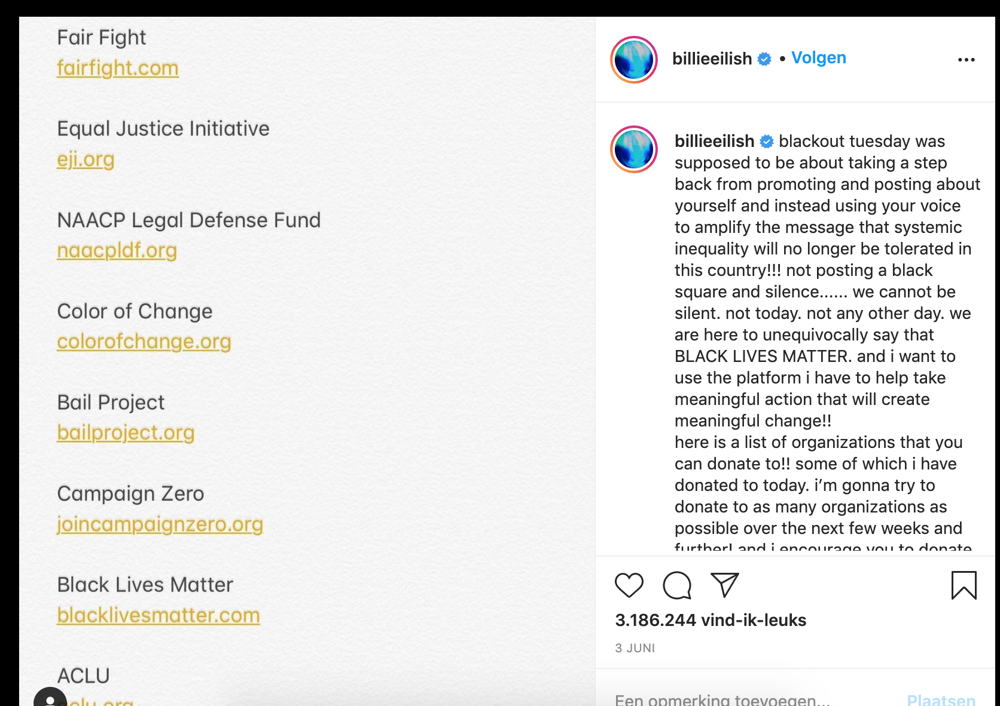 Fair Fight
fairfight.com
Equal Justice Initiative
eji.org
NAACP Legal Defense Fund
naacpldf.org
Color of Change
colorofchange.org
Bail Project
bailproject.org
Campaign Zero
joincampaignzero.org
Black Lives Matter
blacklivesmatter.com
ACLU
aclu.org
billieeilish • Volgen
billieeilish blackout tuesday was
supposed to be about taking a step
back from promoting and posting about
yourself and instead using your voice
to amplify the message that systemic
inequality will no longer be tolerated in
this country!!! not posting a black
square and silence...... we cannot be
silent. not today. not any other day. we
are here to unequivocally say that
BLACK LIVES MATTER. and i want to
use the platform i have to help take
meaningful action that will create
meaningful change!!
here is a list of organizations that you
can donate to!! some of which i have
donated to today. i’m gonna try to
donate to as many organizations as
possible over the next few weeks and
further! and i encourage you to donate
3.186.244 vind-ik-leuks
3 JUNI
Een opmerking toevoegen...
Plaatsen